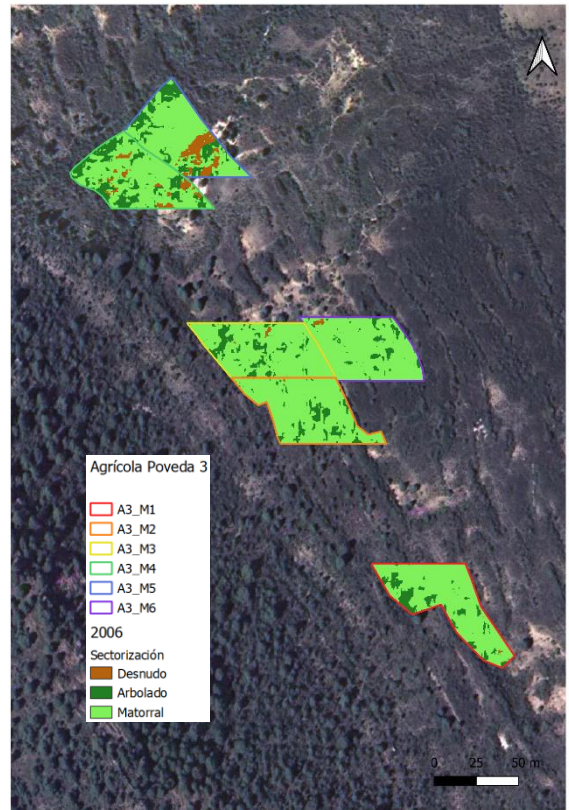 Agrícola Poveda 3
A3_M1
A3_M2
A3_M3
A3_M4
A3_M5
A3_M6
2006
Sectorización
Desnudo
Arbolado
Matorral
0 25 50 m